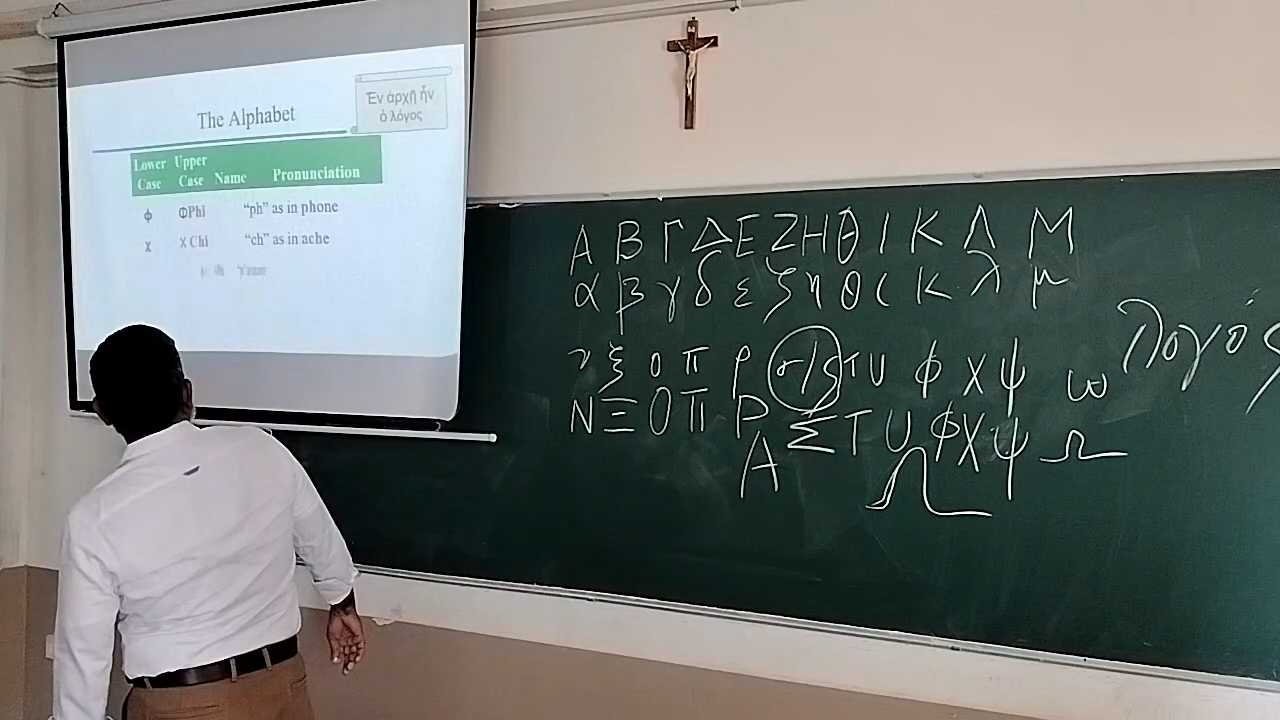 The Alphabet
Ἐν ἀρχῇ ἦν
ὁ λόγος
Lower Case Upper Case Name Pronunciation
φ Φ Phi “ph” as in phone
χ Χ Chi “ch” as in ache
Α Β Γ Δ Ε Ζ Η Θ Ι Κ Λ Μ
α β γ δ ε ζ η θ ι κ λ μ
ν ξ ο π ρ σ/ς τ υ φ χ ψ ω
Ν Ξ Ο Π Ρ Σ Τ U Φ Χ Ψ Ω
Α Ω
λογός